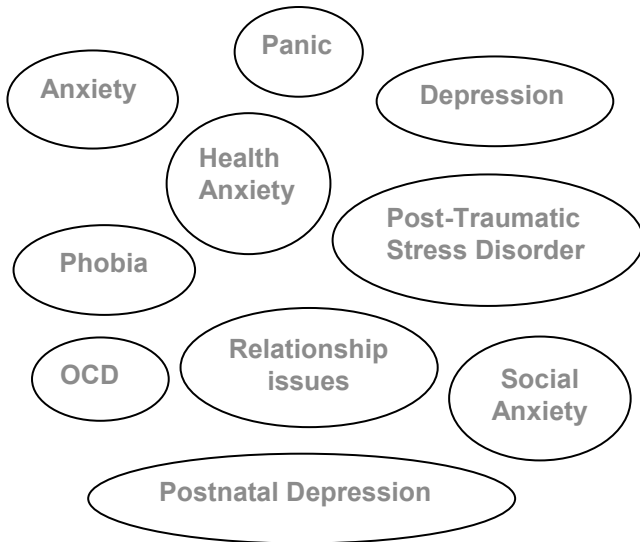 Panic
Anxiety
Depression
Health
Anxiety
Post-Traumatic
Stress Disorder
Phobia
Relationship
issues
OCD
Social
Anxiety
Postnatal Depression